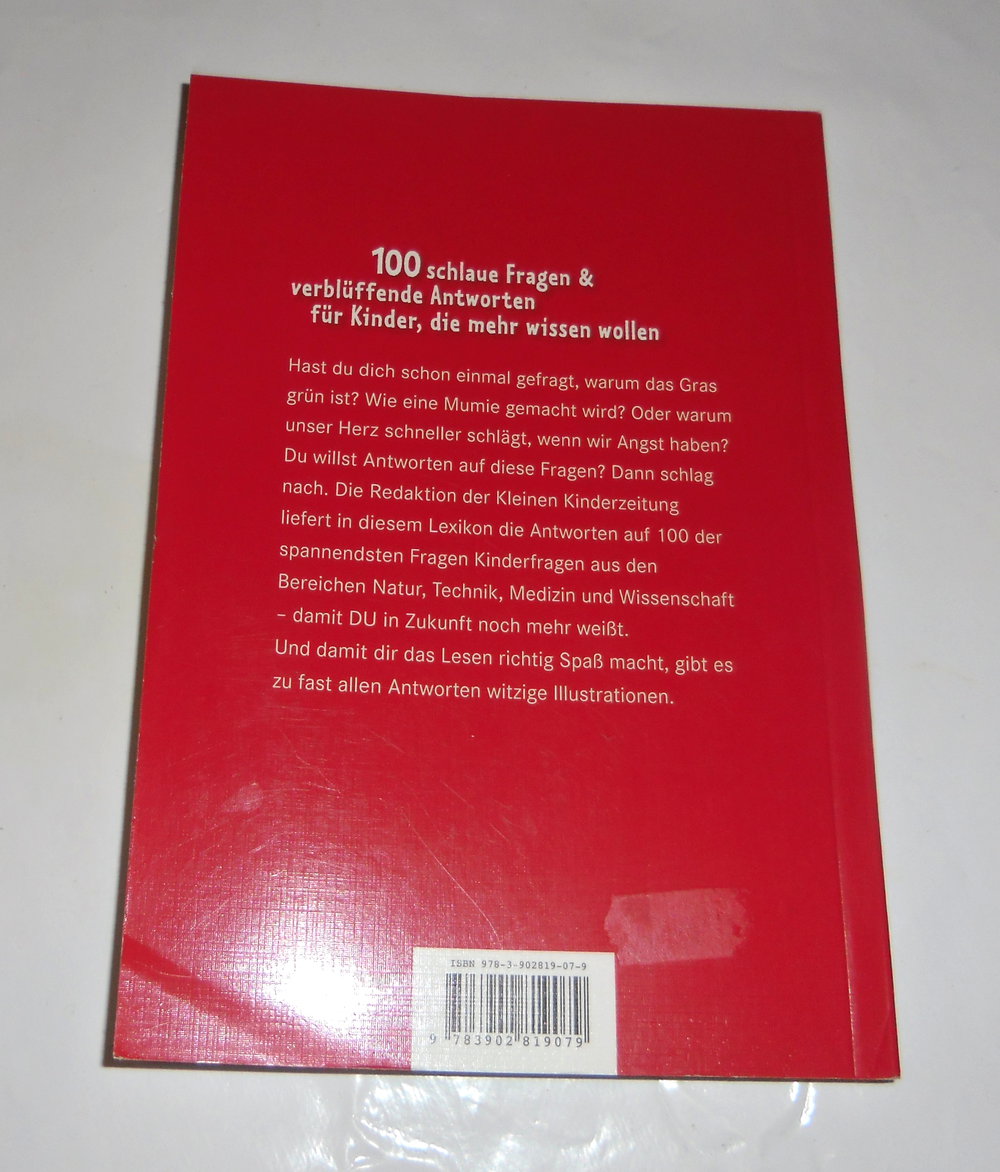 100 schlaue Fragen &
verblüffende Antworten
für Kinder, die mehr wissen wollen
Hast du dich schon einmal gefragt, warum das Gras
grün ist? Wie eine Mumie gemacht wird? Oder warum
unser Herz schneller schlägt, wenn wir Angst haben?
Du willst Antworten auf diese Fragen? Dann schlag
nach. Die Redaktion der Kleinen Kinderzeitung
liefert in diesem Lexikon die Antworten auf 100 der
spannendsten Fragen Kinderfragen aus den
Bereichen Natur, Technik, Medizin und Wissenschaft
– damit DU in Zukunft noch mehr weißt.
Und damit dir das Lesen richtig Spaß macht, gibt es
zu fast allen Antworten witzige Illustrationen.
ISBN 978-3-902819-07-9
9 783902 819079